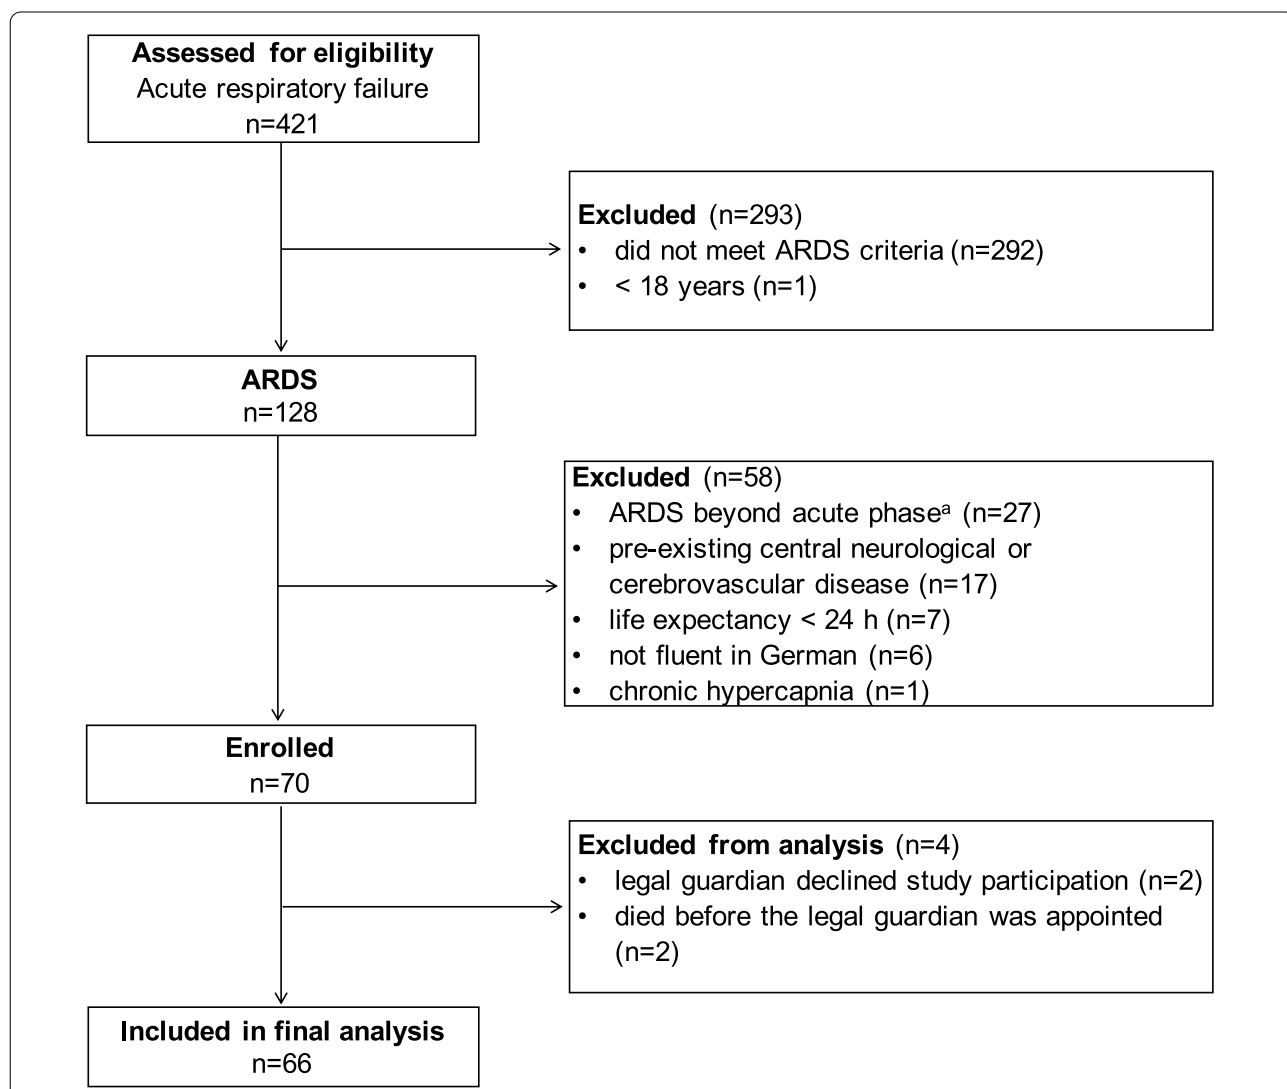 Assessed for eligibility
Acute respiratory failure
n=421
Excluded (n=293)
• did not meet ARDS criteria (n=292)
• < 18 years (n=1)
ARDS
n=128
Excluded (n=58)
• ARDS beyond acute phaseᵃ (n=27)
• pre-existing central neurological or
cerebrovascular disease (n=17)
• life expectancy < 24 h (n=7)
• not fluent in German (n=6)
• chronic hypercapnia (n=1)
Enrolled
n=70
Excluded from analysis (n=4)
• legal guardian declined study participation (n=2)
• died before the legal guardian was appointed
(n=2)
Included in final analysis
n=66